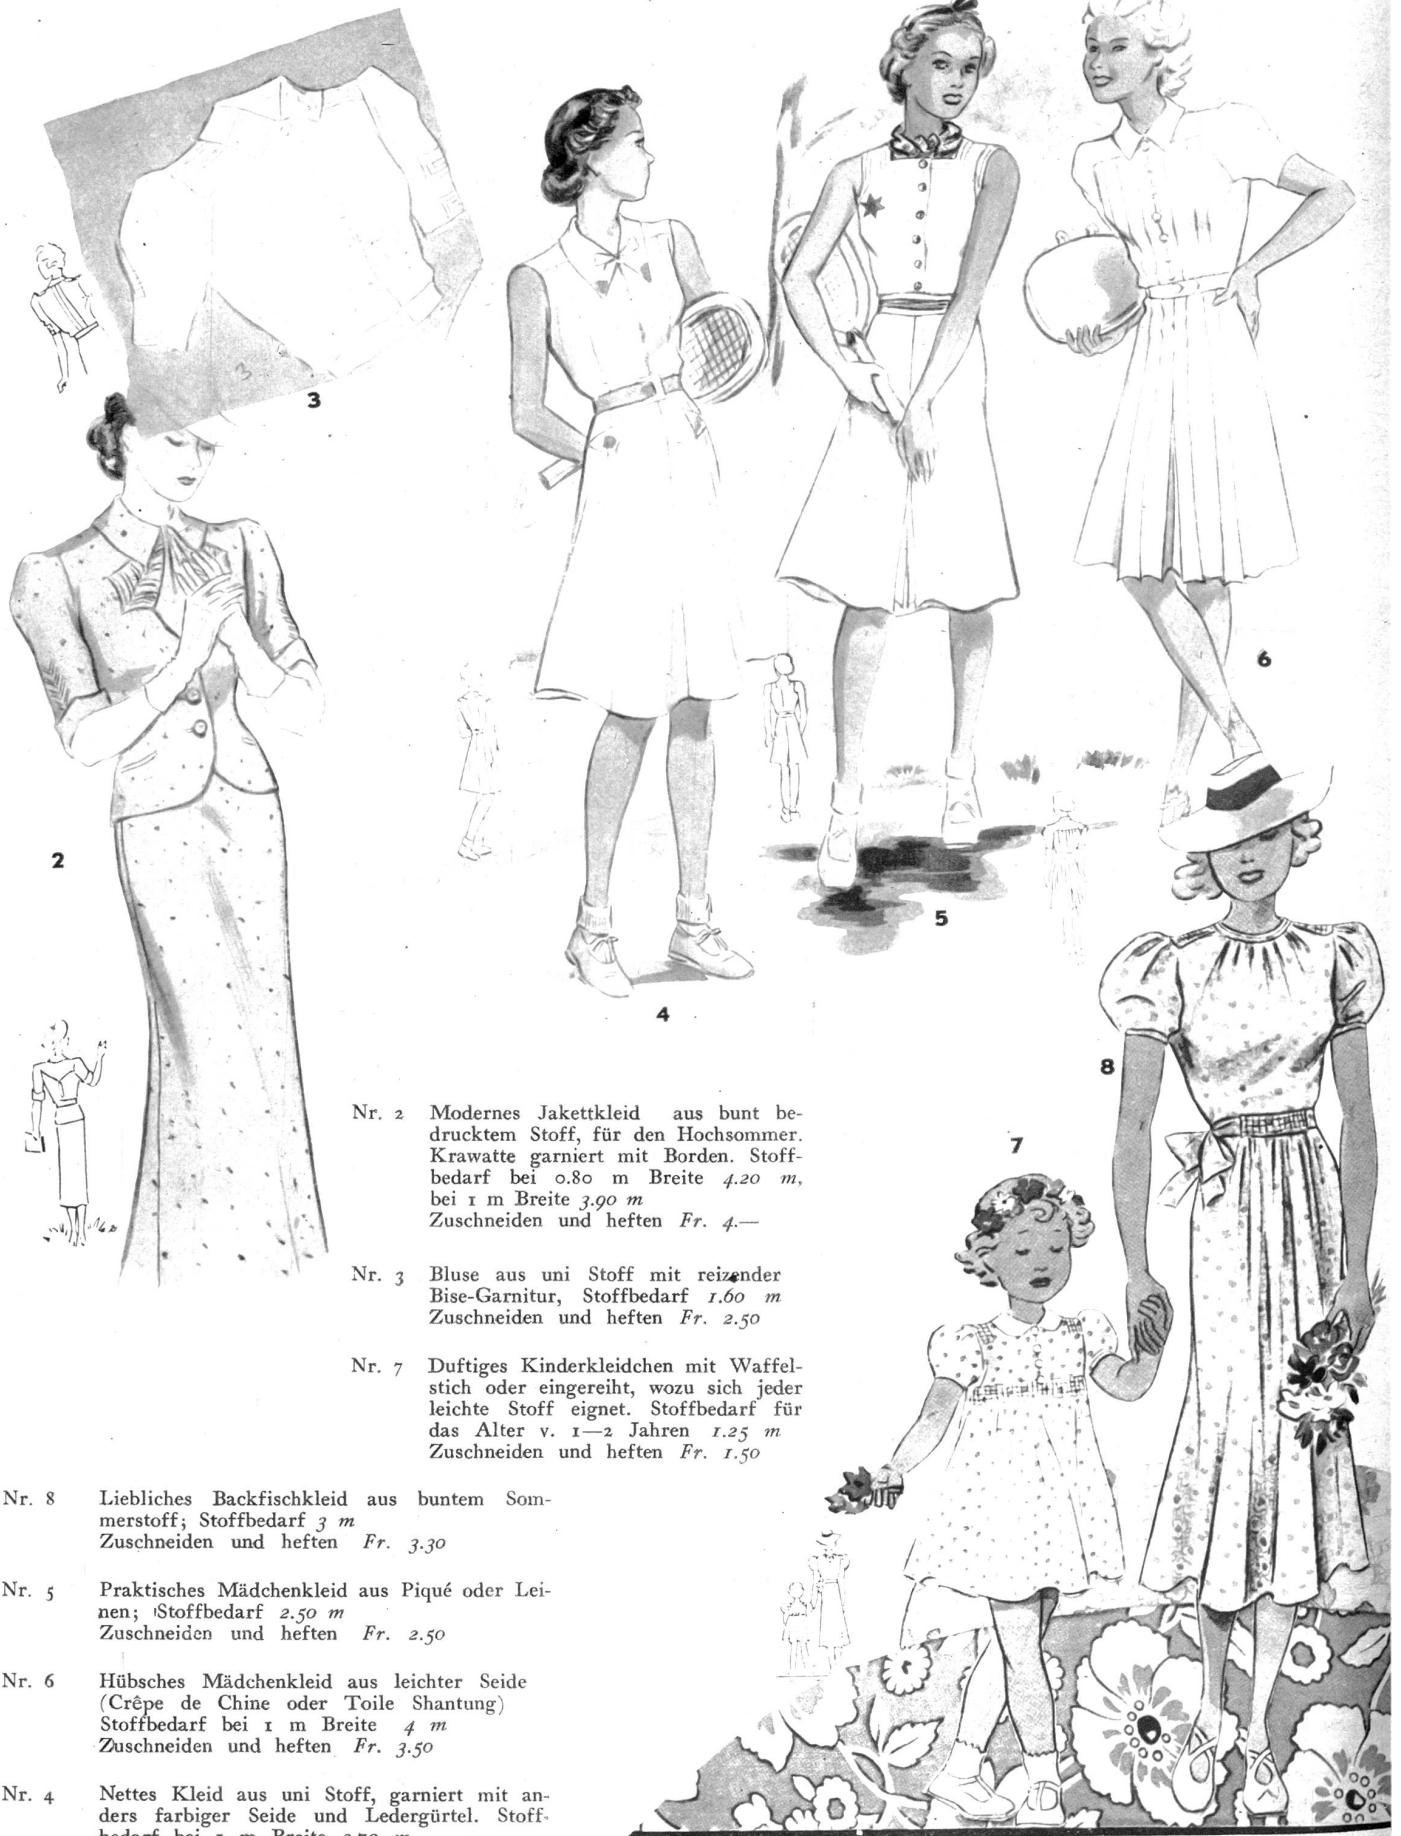 3
2
4
5
6
7
8
Nr. 2 Modernes Jakettkleid aus bunt be-
drucktem Stoff, für den Hochsommer.
Krawatte garniert mit Borden. Stoff-
bedarf bei 0.80 m Breite 4.20 m,
bei 1 m Breite 3.90 m
Zuschneiden und heften Fr. 4.—
Nr. 3 Bluse aus uni Stoff mit reizender
Bise-Garnitur, Stoffbedarf 1.60 m
Zuschneiden und heften Fr. 2.50
Nr. 7 Duftiges Kinderkleidchen mit Waffel-
stich oder eingereiht, wozu sich jeder
leichte Stoff eignet. Stoffbedarf für
das Alter v. 1—2 Jahren 1.25 m
Zuschneiden und heften Fr. 1.50
Nr. 8 Liebliches Backfischkleid aus buntem Som-
merstoff; Stoffbedarf 3 m
Zuschneiden und heften Fr. 3.30
Nr. 5 Praktisches Mädchenkleid aus Piqué oder Lei-
nen; Stoffbedarf 2.50 m
Zuschneiden und heften Fr. 2.50
Nr. 6 Hübsches Mädchenkleid aus leichter Seide
(Crêpe de Chine oder Toile Shantung)
Stoffbedarf bei 1 m Breite 4 m
Zuschneiden und heften Fr. 3.50
Nr. 4 Nettes Kleid aus uni Stoff, garniert mit an-
ders farbiger Seide und Ledergürtel. Stoff-
bedarf bei 1 m Breite